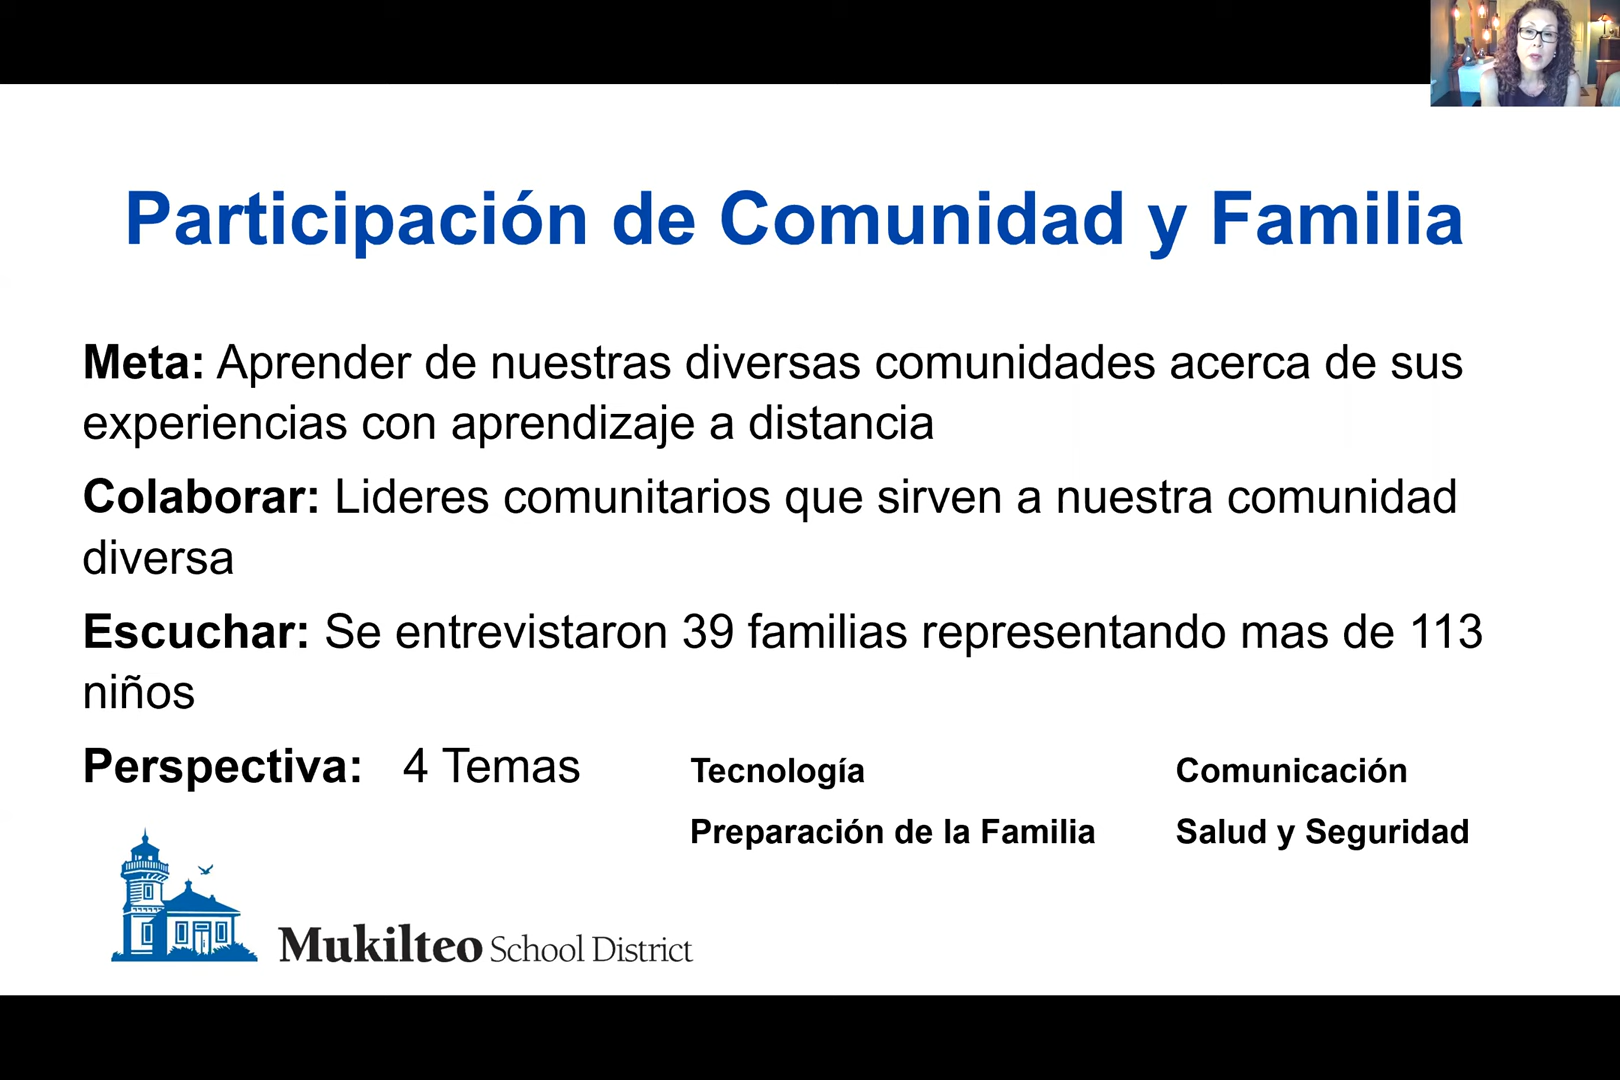 Participación de Comunidad y Familia
Meta: Aprender de nuestras diversas comunidades acerca de sus
experiencias con aprendizaje a distancia
Colaborar: Lideres comunitarios que sirven a nuestra comunidad
diversa
Escuchar: Se entrevistaron 39 familias representando mas de 113
niños
Perspectiva: 4 Temas Tecnología Comunicación
Preparación de la Familia Salud y Seguridad
Mukilteo School District